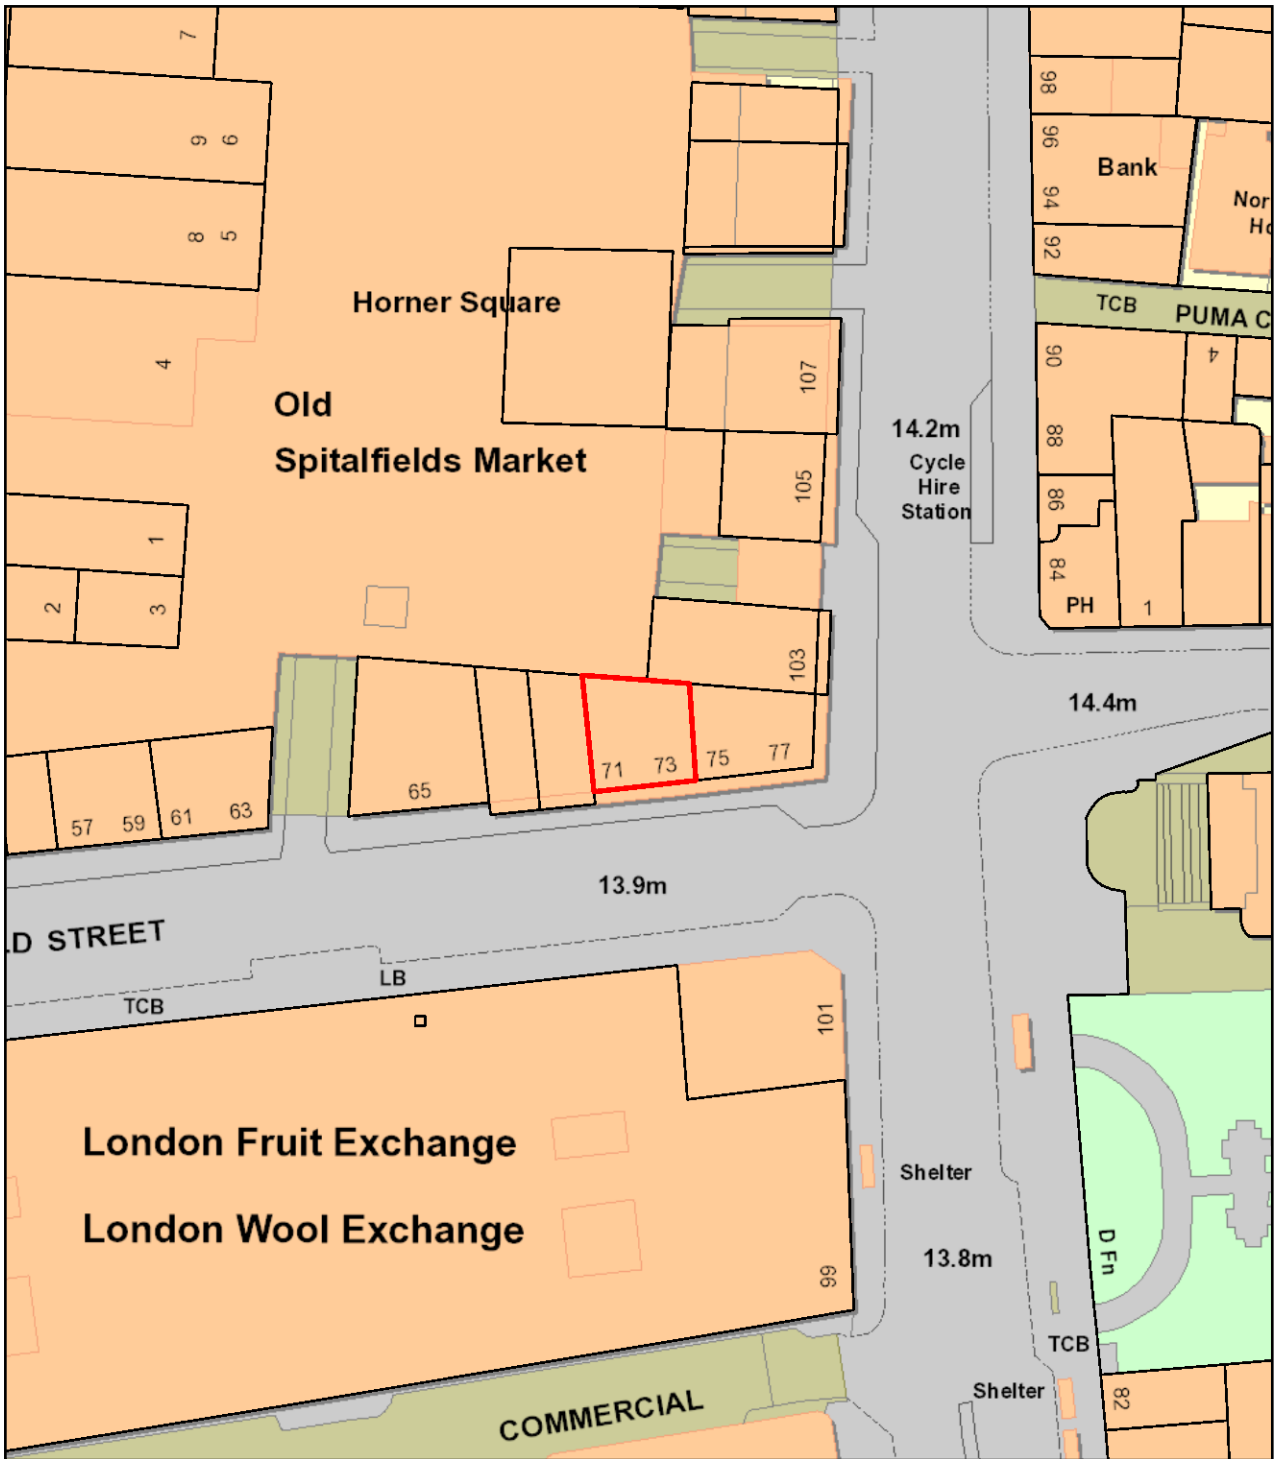 7
98
9 6
96
Bank
Nor
Ho
94
8 5
92
Horner Square
TCB
PUMA C
4
90
4
107
Old
Spitalfields Market
14.2m
Cycle
Hire
Station
88
105
86
1
84
2
3
PH
1
103
14.4m
71 73 75 77
65
57 59 61 63
13.9m
LD STREET
LB
TCB
101
London Fruit Exchange
Shelter
London Wool Exchange
D Fn
13.8m
99
TCB
Shelter
82
COMMERCIAL